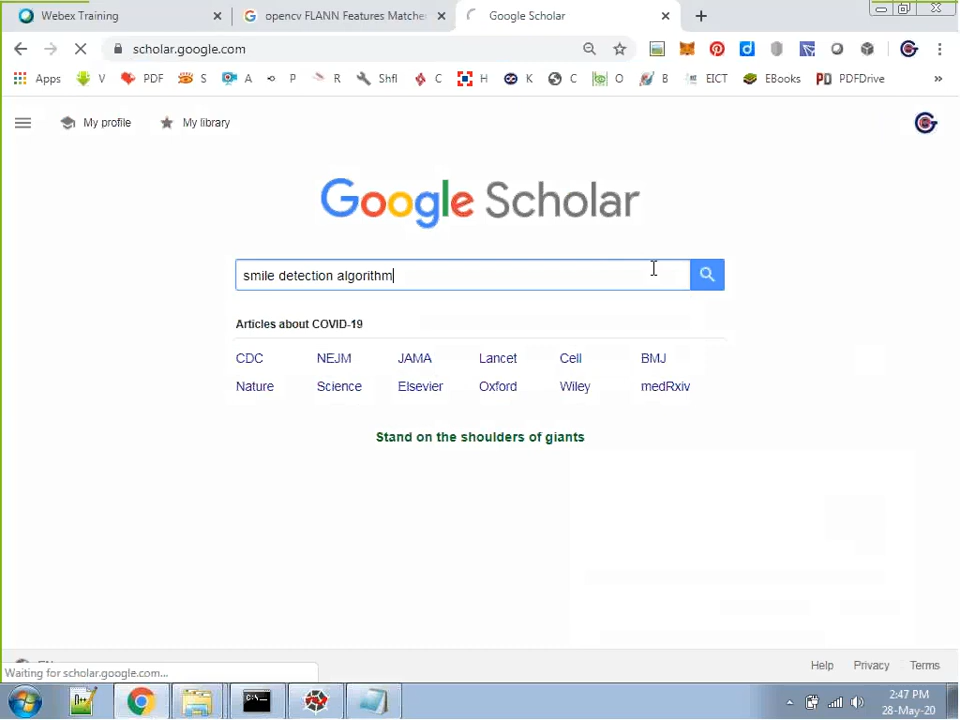 Webex Training
opencv FLANN Features Matcher
Google Scholar
scholar.google.com
Apps V PDF S A P R Shfl C H K C O B EICT EBooks PDFDrive »
My profile My library
Google Scholar
smile detection algorithm
Articles about COVID-19
CDC NEJM JAMA Lancet Cell BMJ
Nature Science Elsevier Oxford Wiley medRxiv
Stand on the shoulders of giants
Waiting for scholar.google.com...
Help Privacy Terms
2:47 PM
28-May-20